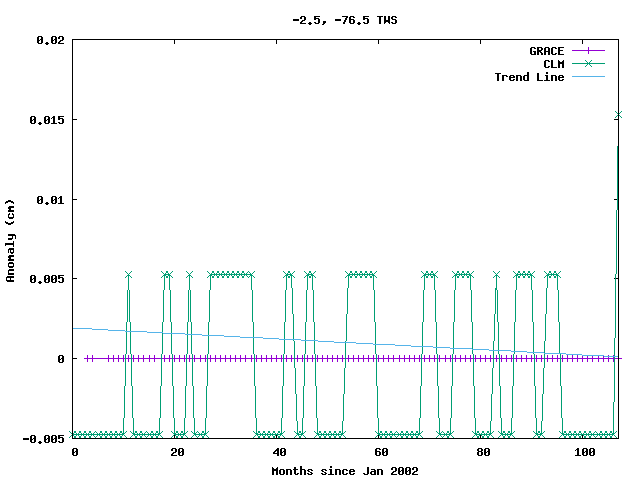 -2.5, -76.5 TWS
0.02
GRACE
CLM
Trend Line
0.015
0.01
Anomaly (cm)
0.005
0
-0.005
0 20 40 60 80 100
Months since Jan 2002